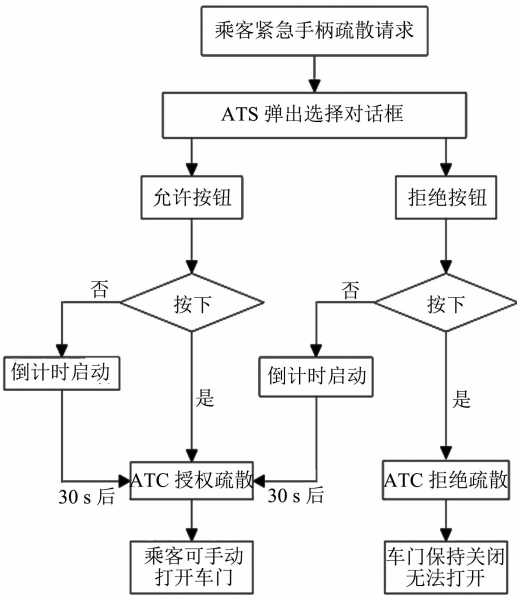 乘客紧急手柄疏散请求
ATS 弹出选择对话框
允许按钮
拒绝按钮
否
按下
否
按下
倒计时启动
是
倒计时启动
是
ATC 授权疏散
ATC 拒绝疏散
30 s 后
30 s 后
乘客可手动
打开车门
车门保持关闭
无法打开